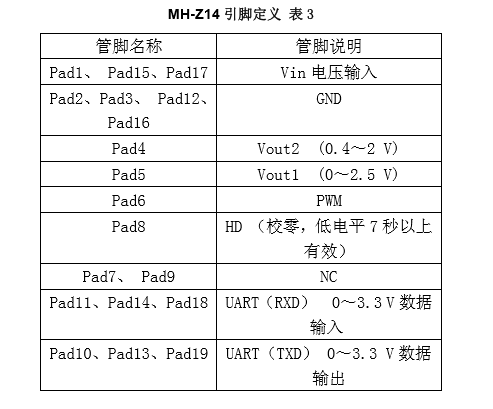 MH-Z14 引脚定义 表 3
管脚名称 管脚说明
Pad1、 Pad15、Pad17 Vin 电压输入
Pad2、Pad3、 Pad12、 GND
Pad16
Pad4 Vout2 (0.4～2 V)
Pad5 Vout1 (0～2.5 V)
Pad6 PWM
Pad8 HD （校零，低电平 7 秒以上
有效）
Pad7、 Pad9 NC
Pad11、Pad14、Pad18 UART（RXD） 0～3.3 V 数据
输入
Pad10、Pad13、Pad19 UART（TXD） 0～3.3 V 数据
输出